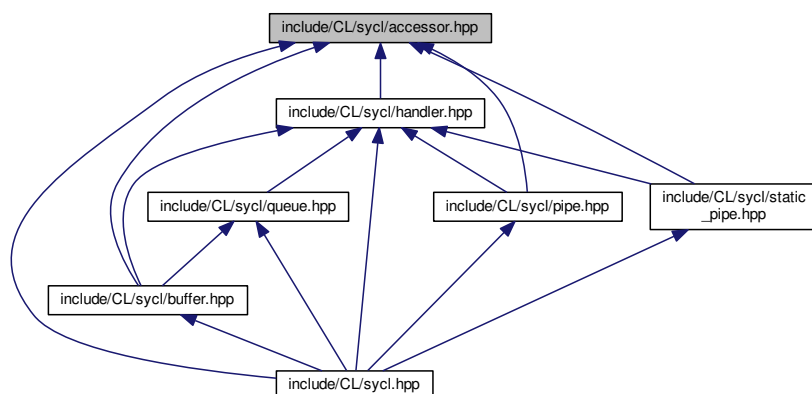 include/CL/sycl/accessor.hpp
include/CL/sycl/handler.hpp
include/CL/sycl/queue.hpp
include/CL/sycl/pipe.hpp
include/CL/sycl/static
_pipe.hpp
include/CL/sycl/buffer.hpp
include/CL/sycl.hpp